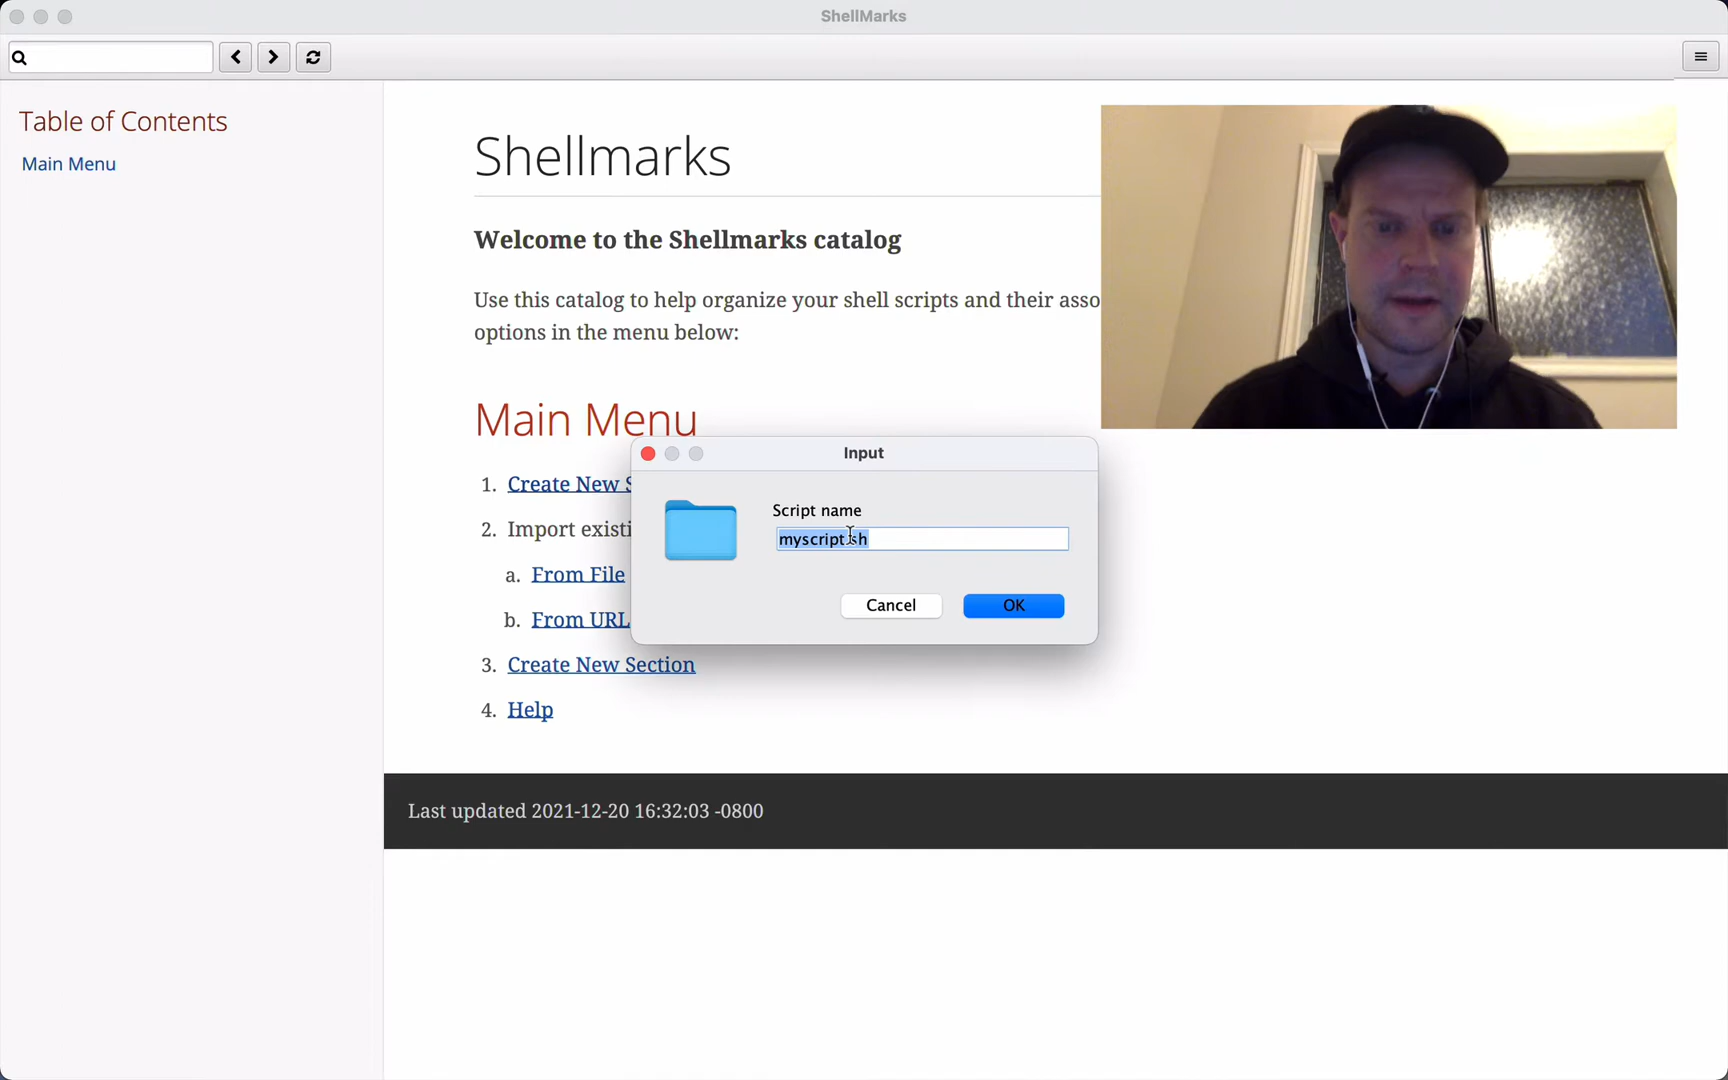 ShellMarks
Table of Contents
Main Menu
Shellmarks
Welcome to the Shellmarks catalog
Use this catalog to help organize your shell scripts and their asso
options in the menu below:
Main Menu
1. Create New S
2. Import existi
a. From File
b. From URL
3. Create New Section
4. Help
Input
Script name
myscript.sh
Cancel
OK
Last updated 2021-12-20 16:32:03 -0800